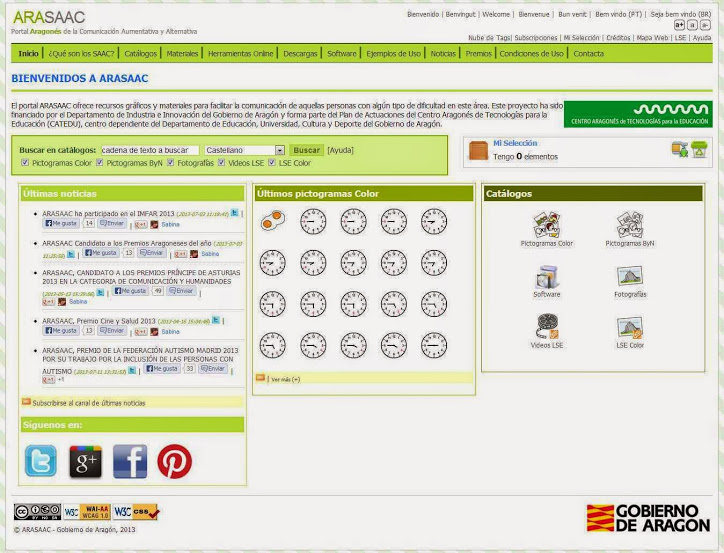 ARASAAC
Portal Aragonés de la Comunicación Aumentativa y Alternativa
Bienvenido | Benvingut | Welcome | Bienvenue | Bun venit | Bem vindo (PT) | Seja bem vindo (BR)
a+ a a-
Nube de Tags| Subscripciones | Mi Selección | Créditos | Mapa Web | LSE | Ayuda
Inicio | ¿Qué son los SAAC? | Catálogos | Materiales | Herramientas Online | Descargas | Software | Ejemplos de Uso | Noticias | Premios | Condiciones de Uso | Contacta
BIENVENIDOS A ARASAAC
El portal ARASAAC ofrece recursos gráficos y materiales para facilitar la comunicación de aquellas personas con algún tipo de dificultad en este área. Este proyecto ha sido
financiado por el Departamento de Industria e Innovación del Gobierno de Aragón y forma parte del Plan de Actuaciones del Centro Aragonés de Tecnologías para la
Educación (CATEDU), centro dependiente del Departamento de Educación, Universidad, Cultura y Deporte del Gobierno de Aragón.
CENTRO ARAGONÉS de TECNOLOGÍAS para la EDUCACIÓN
Buscar en catálogos: cadena de texto a buscar Castellano Buscar [Ayuda]
Pictogramas Color Pictogramas ByN Fotografías Videos LSE LSE Color
Mi Selección
Tengo 0 elementos
Últimas noticias
ARASAAC ha participado en el IMFAR 2013 (2013-07-03 11:18:47) |
Me gusta 14 Enviar | g+1 Sabina
ARASAAC Candidato a los Premios Aragoneses del año (2013-07-03
11:25:50) | Me gusta 13 Enviar | g+1 Sabina
ARASAAC, CANDIDATO A LOS PREMIOS PRÍNCIPE DE ASTURIAS
2013 EN LA CATEGORIA DE COMUNICACIÓN Y HUMANIDADES
| Me gusta 49 Enviar |
g+1 Sabina
ARASAAC, Premio Cine y Salud 2013 (2013-04-15 15:04:48) |
Me gusta 13 Enviar | g+1 Sabina
ARASAAC, PREMIO DE LA FEDERACIÓN AUTISMO MADRID 2013
POR SU TRABAJO POR LA INCLUSIÓN DE LAS PERSONAS CON
AUTISMO (2013-07-11 13:31:53) | Me gusta 33 Enviar |
g+1 +1
Subscribirse al canal de últimas noticias
Síguenos en:
Últimos pictogramas Color
| Ver más (+)
Catálogos
Pictogramas Color Pictogramas ByN
Software Fotografías
Videos LSE LSE Color
cc BY NC SA W3C WAI-AA WCAG 1.0 W3C css
© ARASAAC - Gobierno de Aragón, 2013
GOBIERNO
DE ARAGON